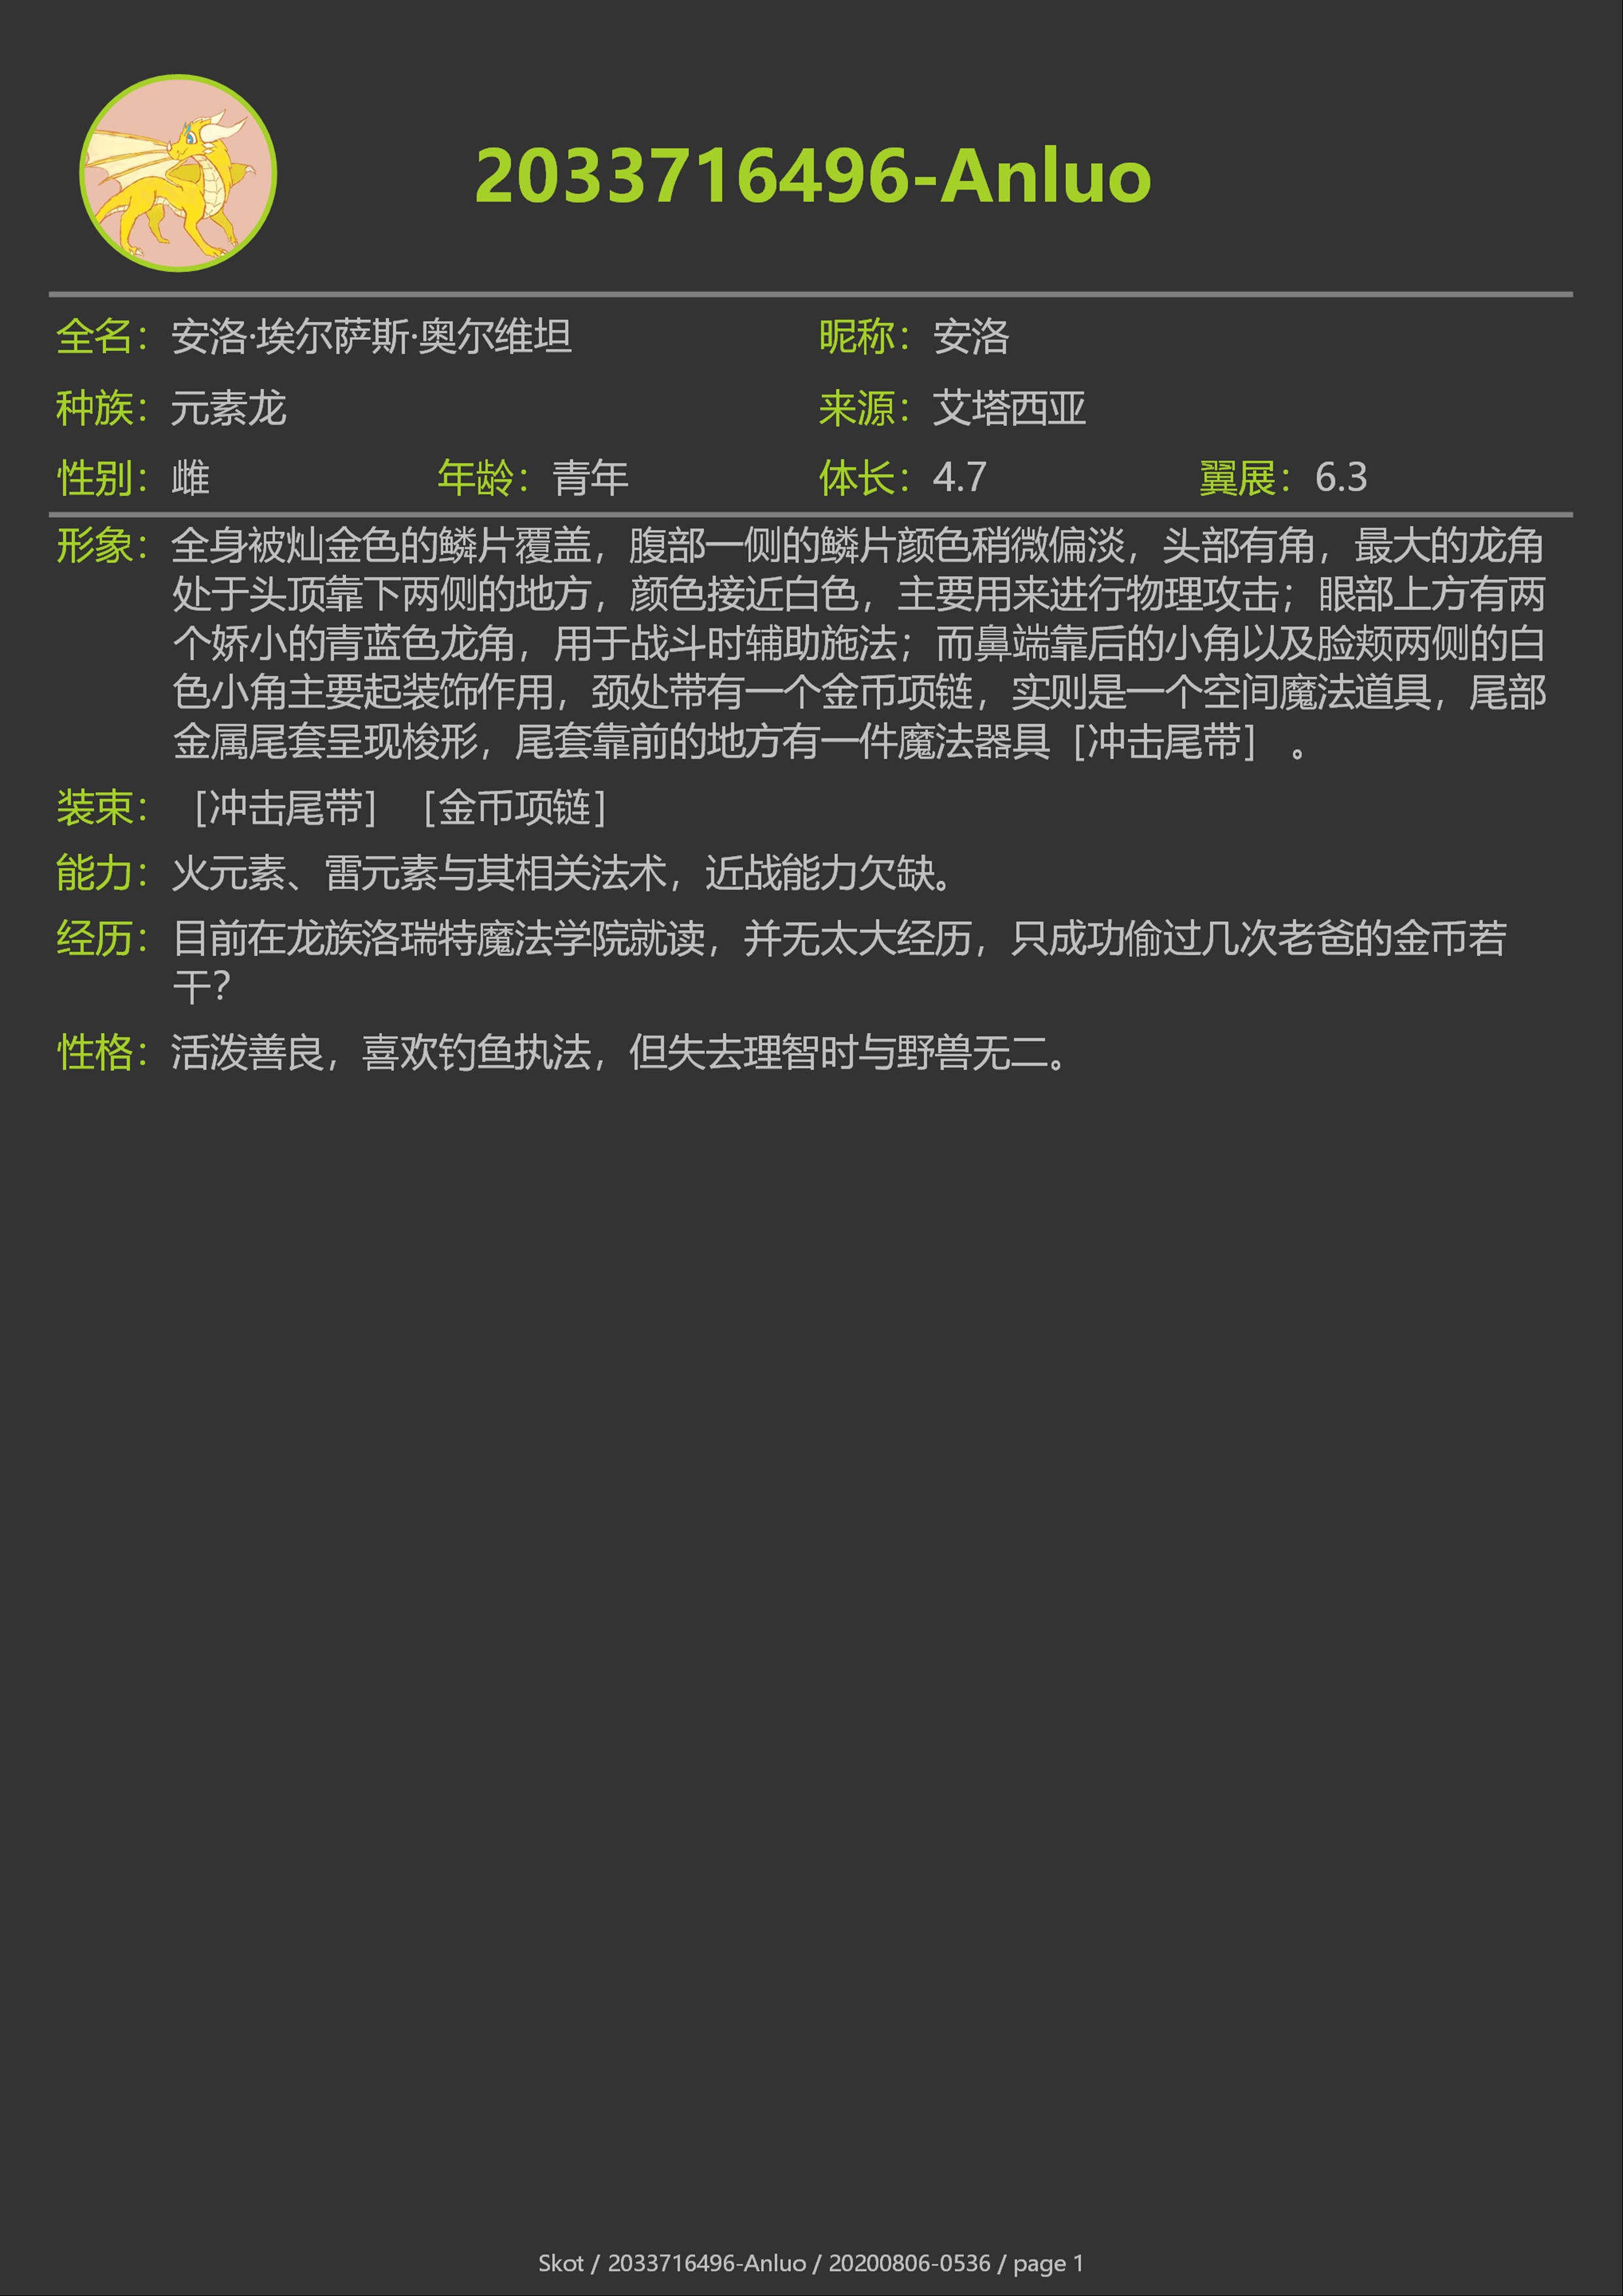 2033716496-Anluo
全名：安洛·埃尔萨斯·奥尔维坦 昵称：安洛
种族：元素龙 来源：艾塔西亚
性别：雌 年龄：青年 体长：4.7 翼展：6.3
形象：全身被灿金色的鳞片覆盖，腹部一侧的鳞片颜色稍微偏淡，头部有角，最大的龙角
处于头顶靠下两侧的地方，颜色接近白色，主要用来进行物理攻击；眼部上方有两
个娇小的青蓝色龙角，用于战斗时辅助施法；而鼻端靠后的小角以及脸颊两侧的白
色小角主要起装饰作用，颈处带有一个金币项链，实则是一个空间魔法道具，尾部
金属尾套呈现梭形，尾套靠前的地方有一件魔法器具［冲击尾带］ 。
装束：［冲击尾带］ ［金币项链］
能力：火元素、雷元素与其相关法术，近战能力欠缺。
经历：目前在龙族洛瑞特魔法学院就读，并无太大经历，只成功偷过几次老爸的金币若
干？
性格：活泼善良，喜欢钓鱼执法，但失去理智时与野兽无二。
Skot / 2033716496-Anluo / 20200806-0536 / page 1